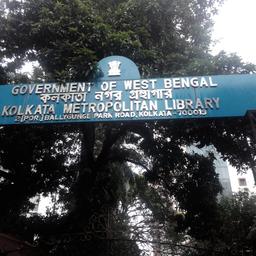 GOVERNMENT OF WEST BENGAL
কলকাতা নগর গ্রন্থাগার
KOLKATA METROPOLITAN LIBRARY
BALLYGUNGE PARK ROAD, KOLKATA-700019